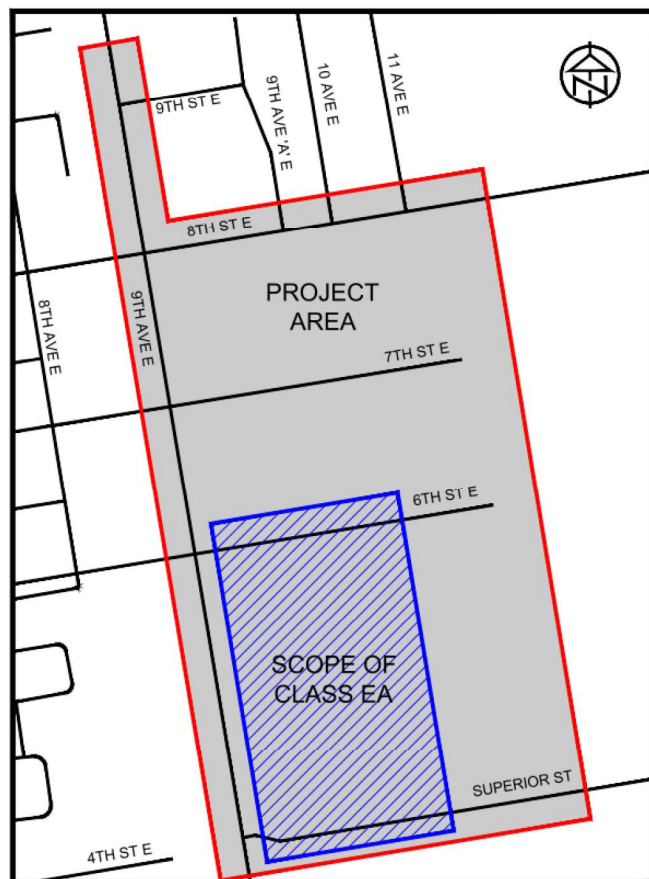 9TH ST E
9TH AVE 'A' E
10 AVE E
11 AVE E
N
8TH ST E
8TH AVE E
9TH AVE E
PROJECT
AREA
7TH ST E
6TH ST E
SCOPE OF
CLASS EA
SUPERIOR ST
4TH ST E